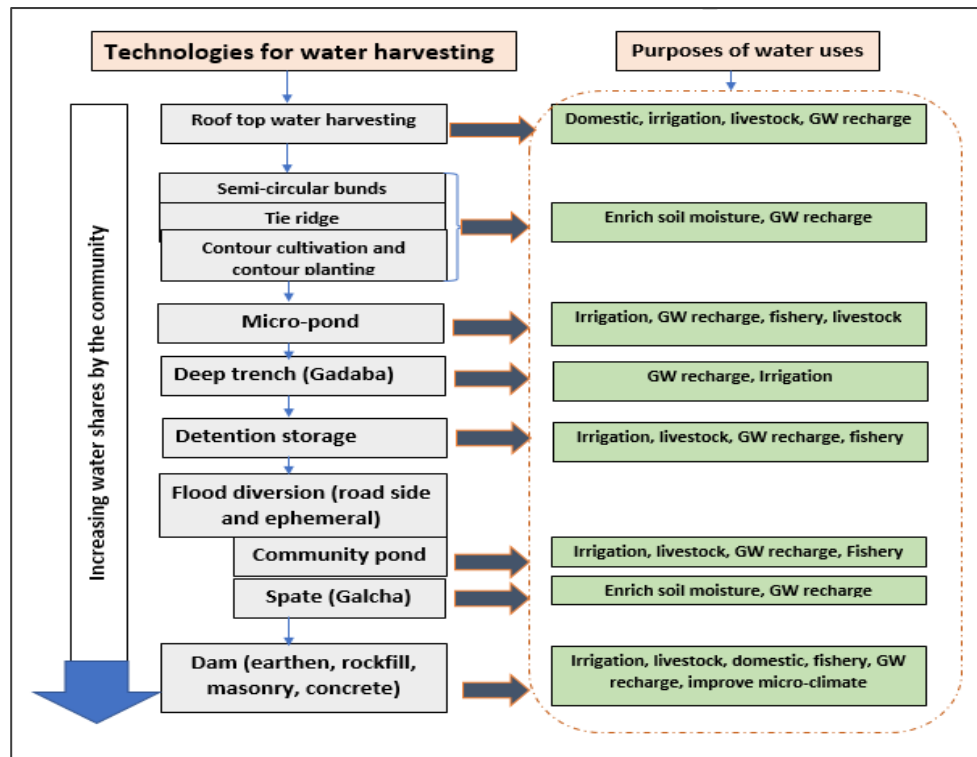 Technologies for water harvesting
Purposes of water uses
Increasing water shares by the community
Roof top water harvesting
Domestic, irrigation, livestock, GW recharge
Semi-circular bunds
Tie ridge
Contour cultivation and
contour planting
Enrich soil moisture, GW recharge
Micro-pond
Irrigation, GW recharge, fishery, livestock
Deep trench (Gadaba)
GW recharge, Irrigation
Detention storage
Irrigation, livestock, GW recharge, fishery
Flood diversion (road side
and ephemeral)
Community pond
Irrigation, livestock, GW recharge, Fishery
Spate (Galcha)
Enrich soil moisture, GW recharge
Dam (earthen, rockfill,
masonry, concrete)
Irrigation, livestock, domestic, fishery, GW
recharge, improve micro-climate